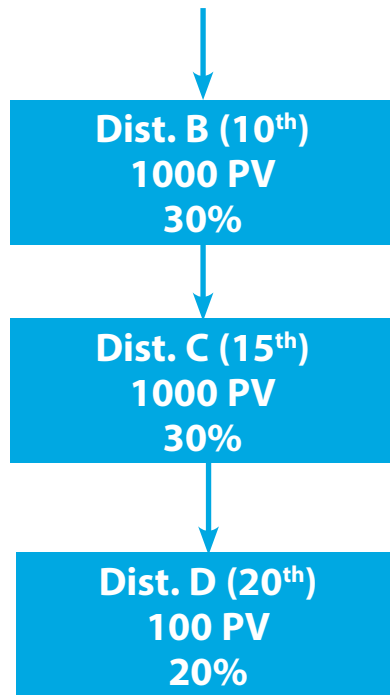 Dist. B (10th)
1000 PV
30%
Dist. C (15th)
1000 PV
30%
Dist. D (20th)
100 PV
20%